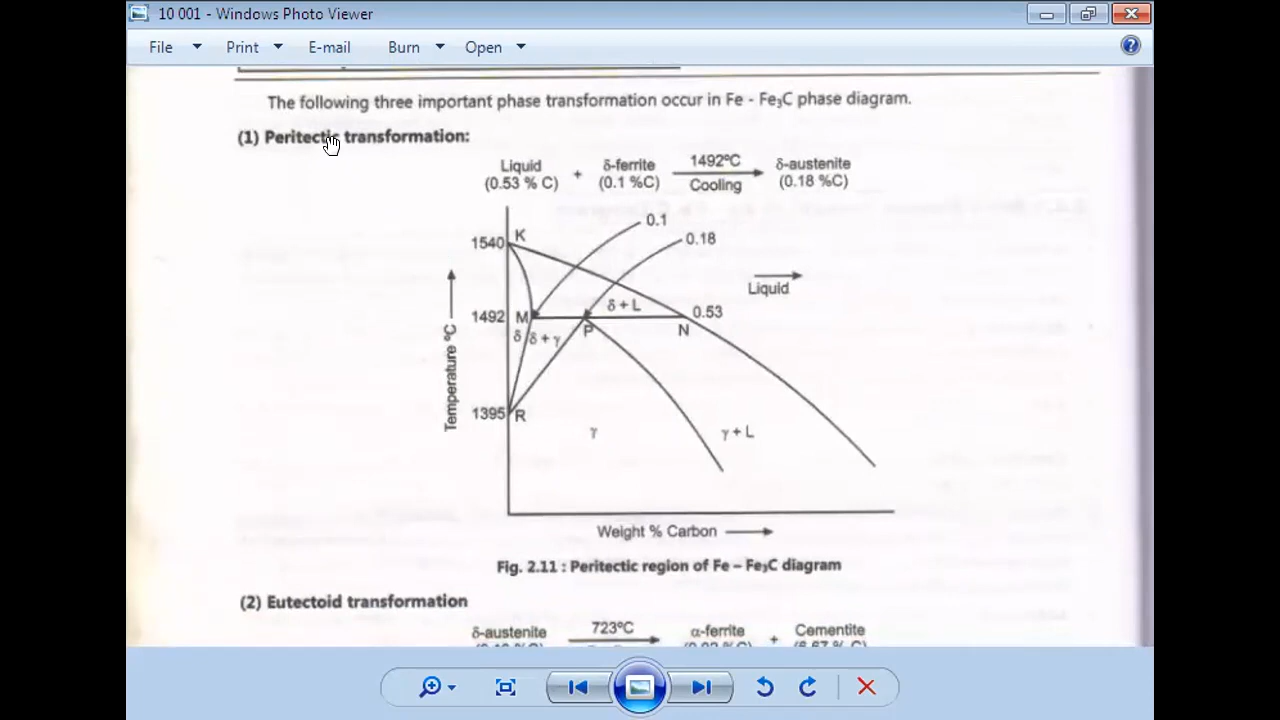 10 001 - Windows Photo Viewer
File Print E-mail Burn Open
The following three important phase transformation occur in Fe - Fe₃C phase diagram.
(1) Peritectic transformation:
Liquid + δ-ferrite 1492ºC δ-austenite
(0.53 % C) (0.1 %C) Cooling (0.18 %C)
0.1
0.18
1540 K
Liquid
δ + L
1492 M 0.53
P N
δ δ + γ
Temperature ºC
1395 R
γ γ + L
Weight % Carbon
Fig. 2.11 : Peritectic region of Fe – Fe₃C diagram
(2) Eutectoid transformation
δ-austenite 723ºC α-ferrite + Cementite